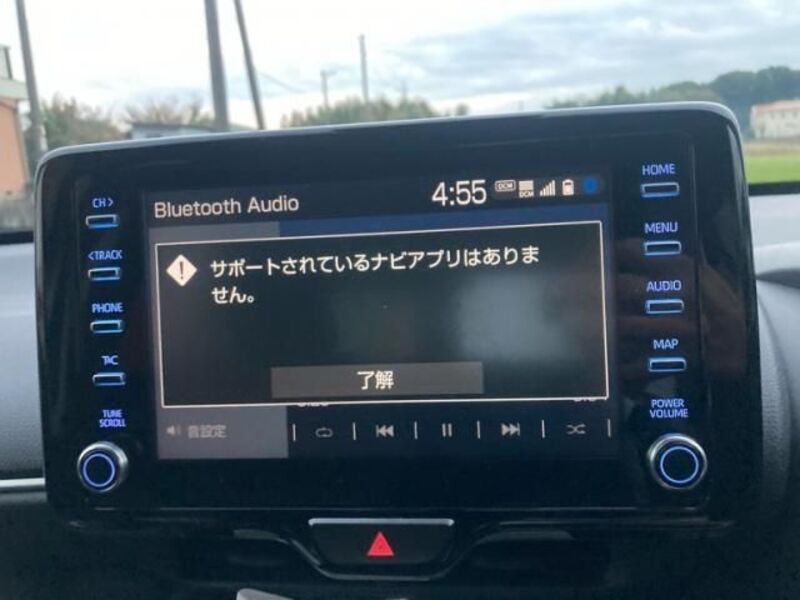 CH >
< TRACK
PHONE
TAC
TUNE
SCROLL
Bluetooth Audio
4:55
DCM
DCM
サポートされているナビアプリはありま
せん。
了解
音設定
HOME
MENU
AUDIO
MAP
POWER
VOLUME